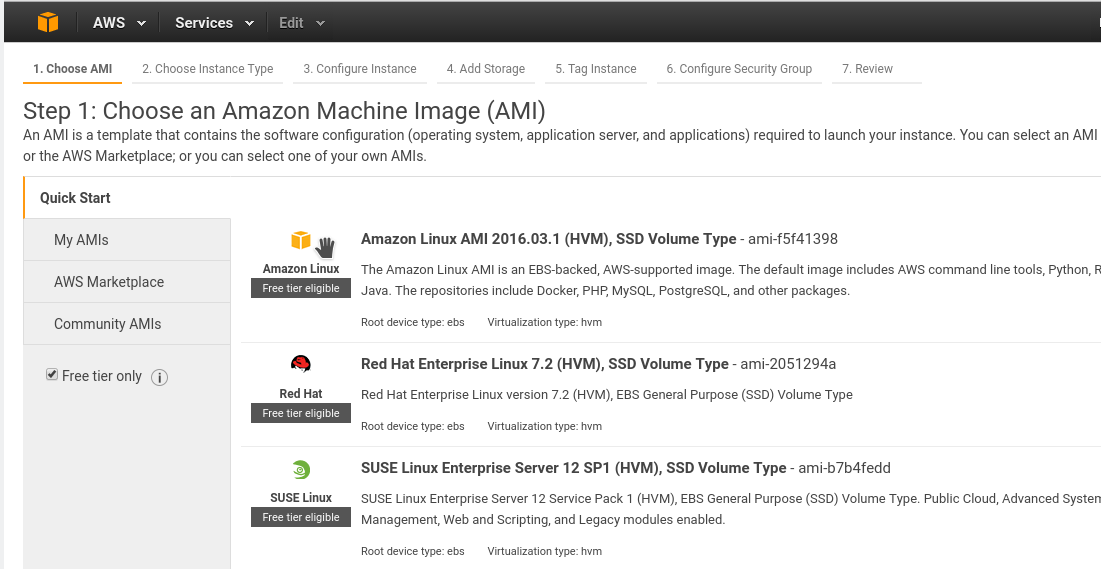 AWS Services Edit
1. Choose AMI 2. Choose Instance Type 3. Configure Instance 4. Add Storage 5. Tag Instance 6. Configure Security Group 7. Review
Step 1: Choose an Amazon Machine Image (AMI)
An AMI is a template that contains the software configuration (operating system, application server, and applications) required to launch your instance. You can select an AMI
or the AWS Marketplace; or you can select one of your own AMIs.
Quick Start
My AMIs
AWS Marketplace
Community AMIs
Free tier only
Amazon Linux
Free tier eligible
Amazon Linux AMI 2016.03.1 (HVM), SSD Volume Type - ami-f5f41398
The Amazon Linux AMI is an EBS-backed, AWS-supported image. The default image includes AWS command line tools, Python, R
Java. The repositories include Docker, PHP, MySQL, PostgreSQL, and other packages.
Root device type: ebs Virtualization type: hvm
Red Hat
Free tier eligible
Red Hat Enterprise Linux 7.2 (HVM), SSD Volume Type - ami-2051294a
Red Hat Enterprise Linux version 7.2 (HVM), EBS General Purpose (SSD) Volume Type
Root device type: ebs Virtualization type: hvm
SUSE Linux
Free tier eligible
SUSE Linux Enterprise Server 12 SP1 (HVM), SSD Volume Type - ami-b7b4fedd
SUSE Linux Enterprise Server 12 Service Pack 1 (HVM), EBS General Purpose (SSD) Volume Type. Public Cloud, Advanced System
Management, Web and Scripting, and Legacy modules enabled.
Root device type: ebs Virtualization type: hvm